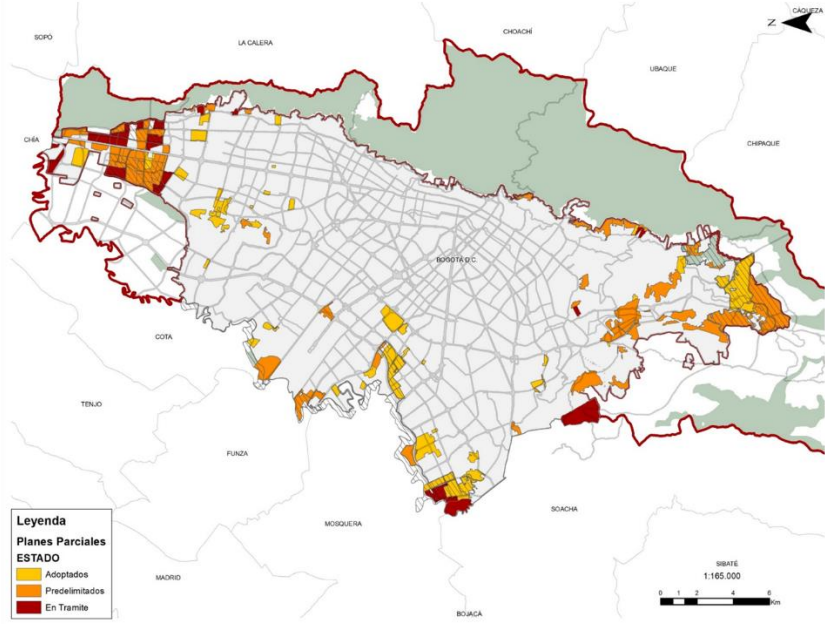 CÁQUEZA
N
SOPÓ
LA CALERA
CHOACHÍ
UBAQUE
CHÍA
CHIPAQUE
BOGOTÁ D.C.
COTA
TENJO
FUNZA
SOACHA
MOSQUERA
MADRID
BOJACÁ
SIBATÉ
1:165.000
0 1 2 4 6
Km
Leyenda
Planes Parciales
ESTADO
Adoptados
Predelimitados
En Tramite